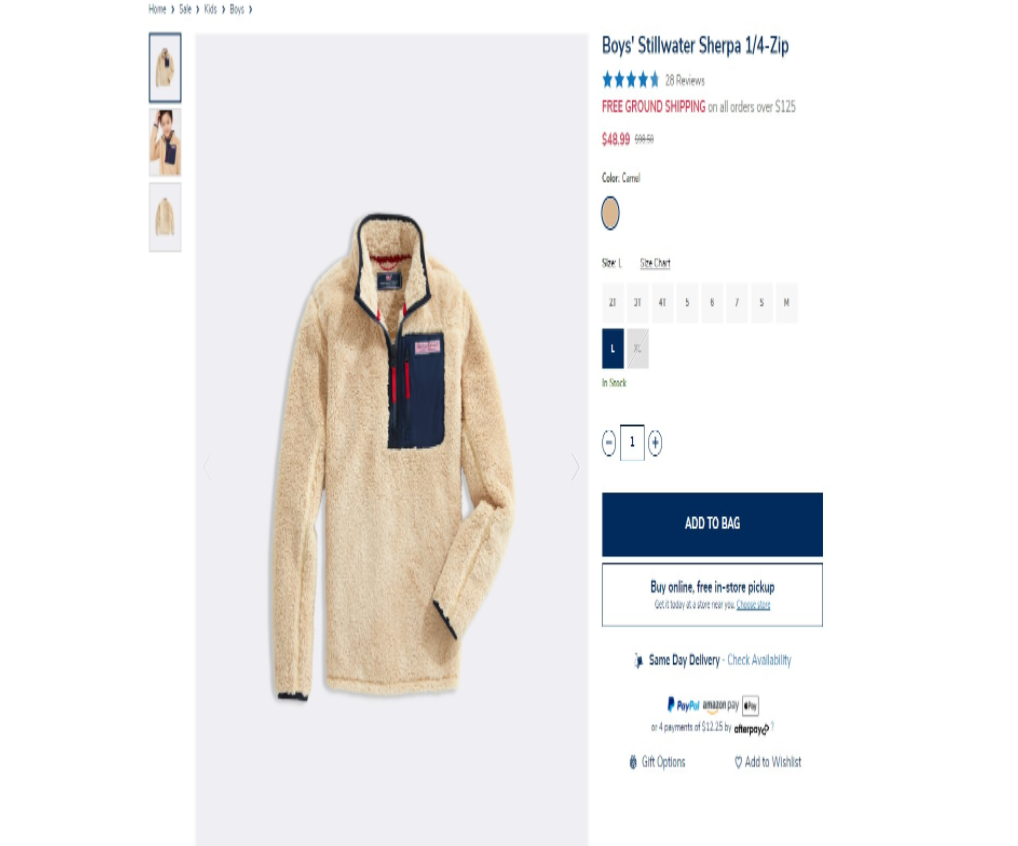 Home > Sale > Kids > Boys >
Boys' Stillwater Sherpa 1/4-Zip
28 Reviews
FREE GROUND SHIPPING on all orders over $125
$48.99 $98.50
Color: Camel
Size: L Size Chart
2T 3T 4T 5 6 7 S M
L XL
In Stock
1
ADD TO BAG
Buy online, free in-store pickup
Get it today at a store near you. Choose store
Same Day Delivery - Check Availability
PayPal amazon pay Pay
or 4 payments of $12.25 by afterpay ?
Gift Options Add to Wishlist